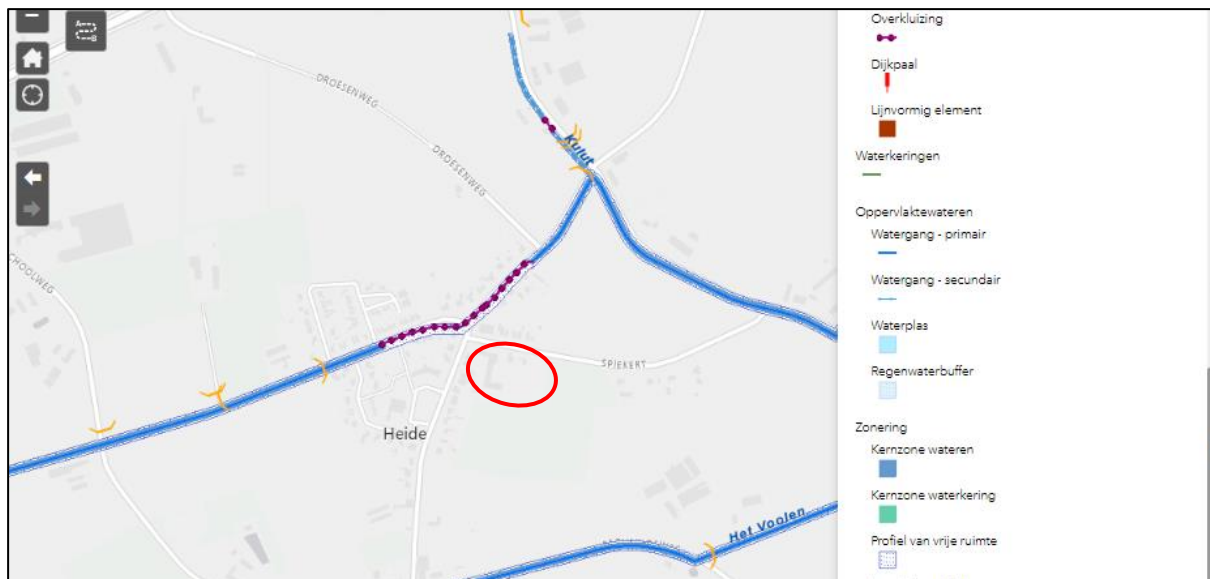 A
B
DROESENWEG
DROESENWEG
Kulut
CHOOLWEG
SPIEKERT
Heide
Het Voolen
Overkluizing
Dijkpaal
Lijnvormig element
Waterkeringen
Oppervlaktewateren
Watergang - primair
Watergang - secundair
Waterplas
Regenwaterbuffer
Zonering
Kernzone wateren
Kernzone waterkering
Profiel van vrije ruimte